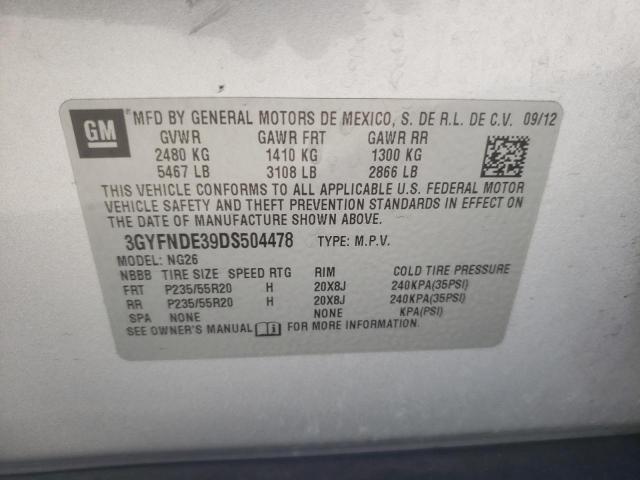 GM MFD BY GENERAL MOTORS DE MEXICO, S. DE R.L. DE C.V. 09/12
GVWR GAWR FRT GAWR RR
2480 KG 1410 KG 1300 KG
5467 LB 3108 LB 2866 LB
THIS VEHICLE CONFORMS TO ALL APPLICABLE U.S. FEDERAL MOTOR
VEHICLE SAFETY AND THEFT PREVENTION STANDARDS IN EFFECT ON THE
DATE OF MANUFACTURE SHOWN ABOVE.
3GYFNDE39DS504478 TYPE: M.P.V.
MODEL: NG26
NBBB TIRE SIZE SPEED RTG RIM COLD TIRE PRESSURE
FRT P235/55R20 H 20X8J 240KPA(35PSI)
RR P235/55R20 H 20X8J 240KPA(35PSI)
SPA NONE NONE KPA(PSI)
SEE OWNER'S MANUAL FOR MORE INFORMATION.